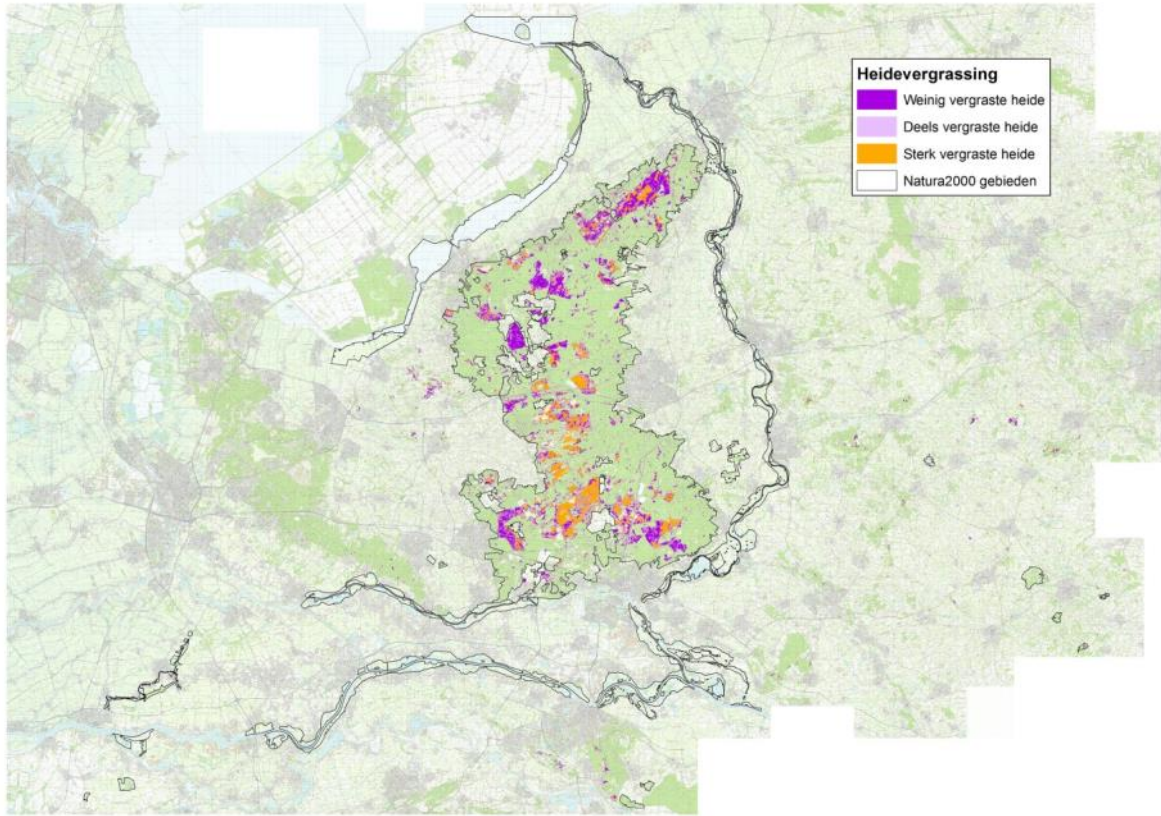 Heidevergrassing
Weinig vergraste heide
Deels vergraste heide
Sterk vergraste heide
Natura2000 gebieden